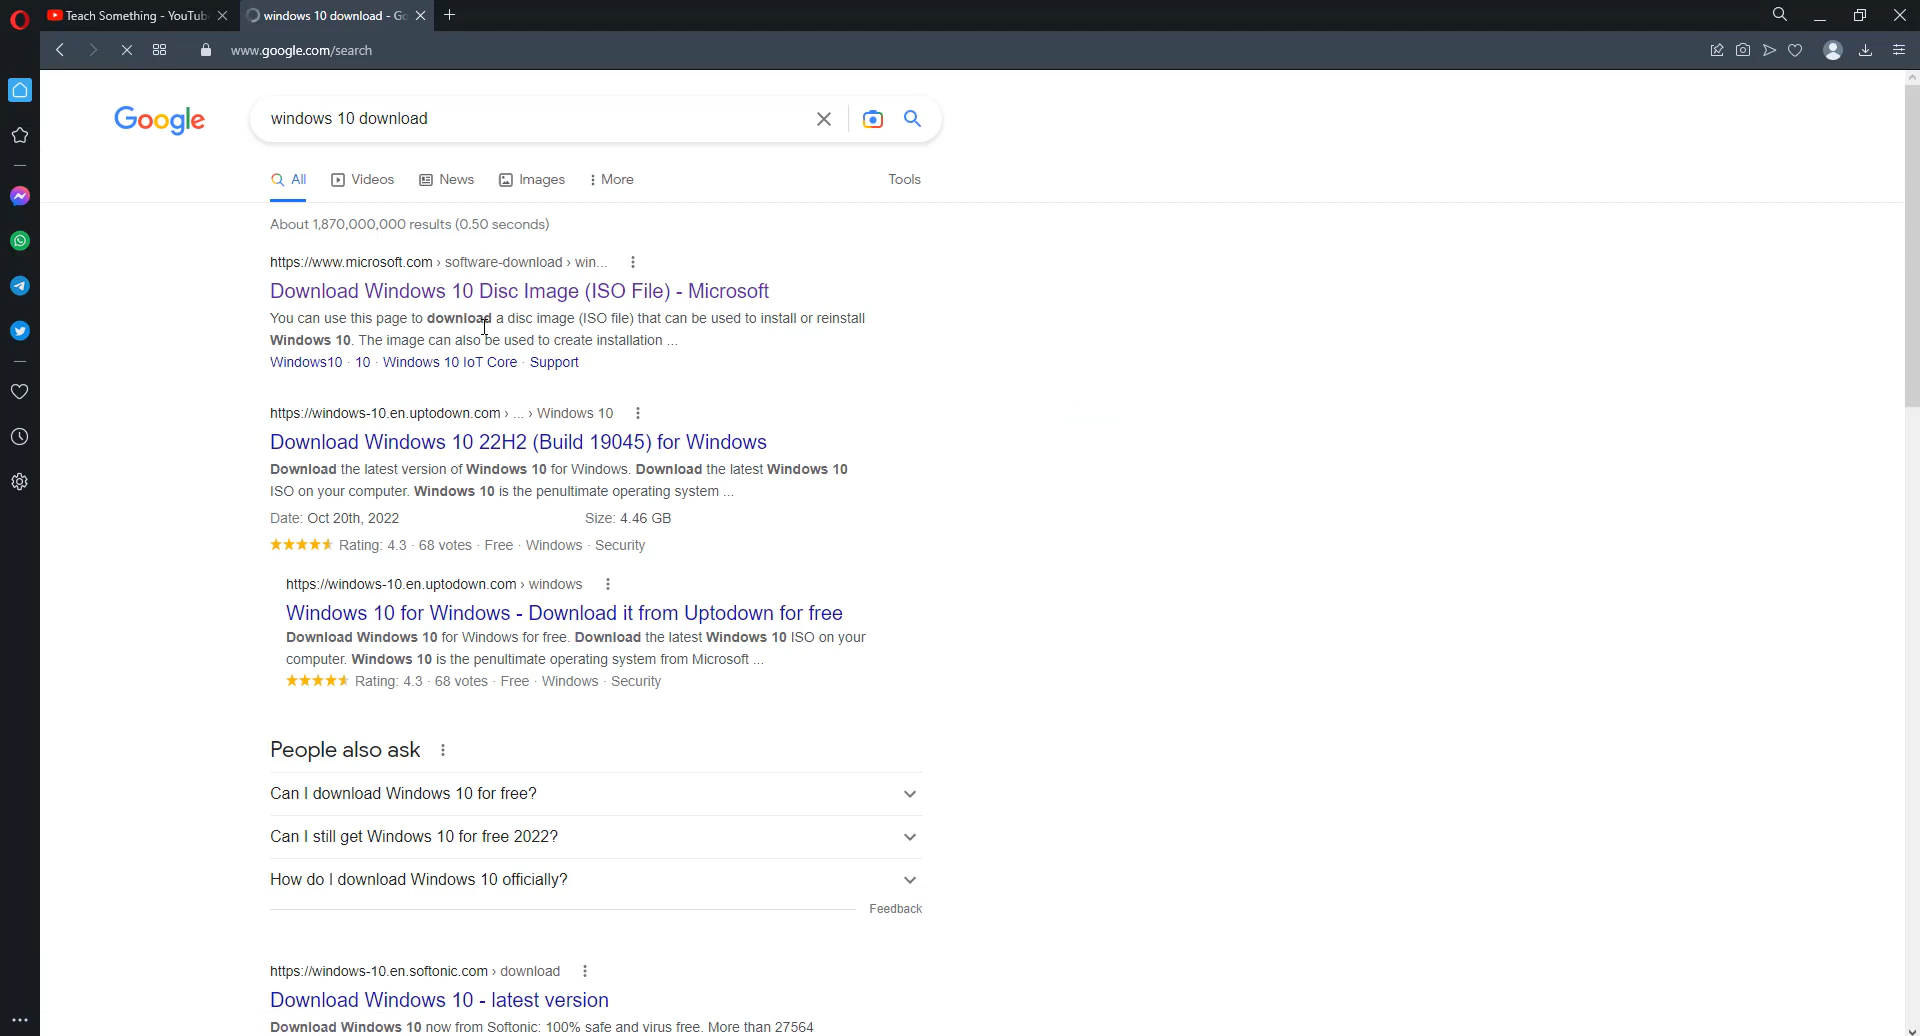 Teach Something - YouTub
windows 10 download - Go
www.google.com/search
Google
windows 10 download
All
Videos
News
Images
More
Tools
About 1,870,000,000 results (0.50 seconds)
https://www.microsoft.com › software-download › win...
Download Windows 10 Disc Image (ISO File) - Microsoft
You can use this page to download a disc image (ISO file) that can be used to install or reinstall
Windows 10. The image can also be used to create installation ...
Windows10 · 10 · Windows 10 IoT Core · Support
https://windows-10.en.uptodown.com › ... › Windows 10
Download Windows 10 22H2 (Build 19045) for Windows
Download the latest version of Windows 10 for Windows. Download the latest Windows 10
ISO on your computer. Windows 10 is the penultimate operating system ...
Date: Oct 20th, 2022 Size: 4.46 GB
Rating: 4.3 · 68 votes · Free · Windows · Security
https://windows-10.en.uptodown.com › windows
Windows 10 for Windows - Download it from Uptodown for free
Download Windows 10 for Windows for free. Download the latest Windows 10 ISO on your
computer. Windows 10 is the penultimate operating system from Microsoft ...
Rating: 4.3 · 68 votes · Free · Windows · Security
People also ask
Can I download Windows 10 for free?
Can I still get Windows 10 for free 2022?
How do I download Windows 10 officially?
Feedback
https://windows-10.en.softonic.com › download
Download Windows 10 - latest version
Download Windows 10 now from Softonic: 100% safe and virus free. More than 27564